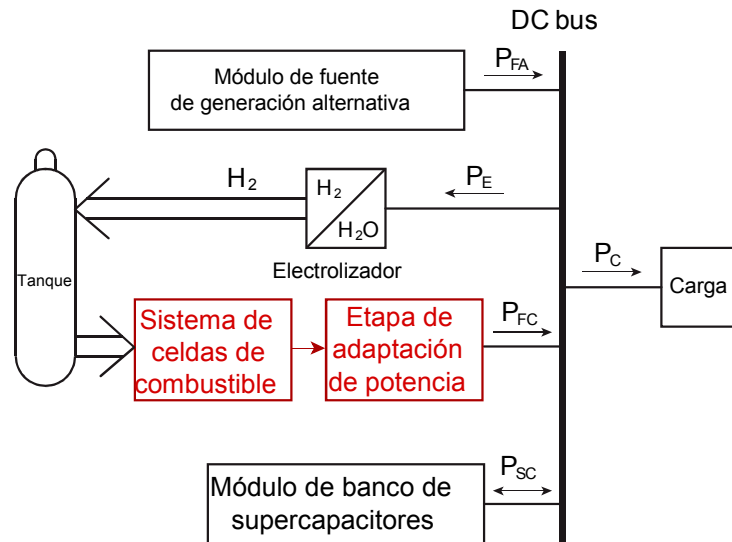 DC bus
Módulo de fuente
de generación alternativa
P_FA
H₂
H₂
H₂O
P_E
Electrolizador
Tanque
P_C
Carga
Sistema de
celdas de
combustible
Etapa de
adaptación
de potencia
P_FC
Módulo de banco de
supercapacitores
P_SC